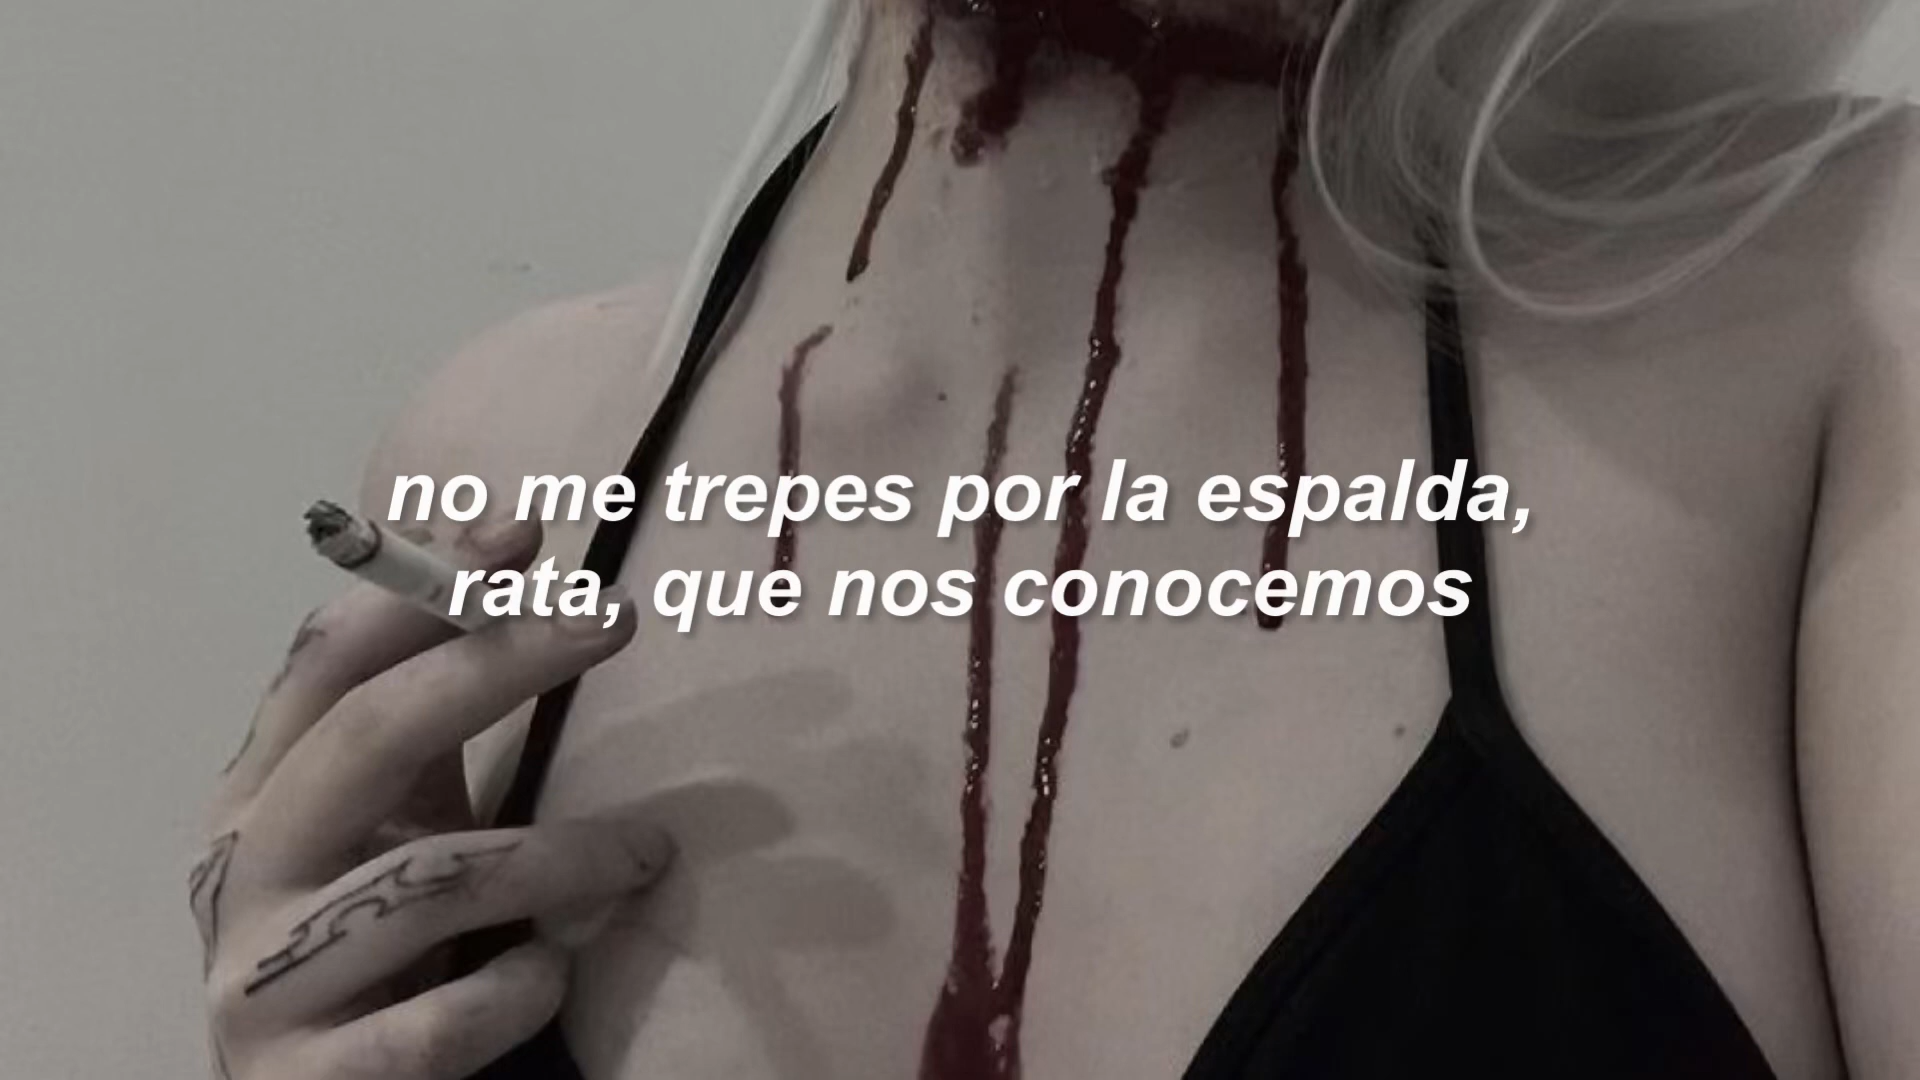 no me trepes por la espalda,
rata, que nos conocemos